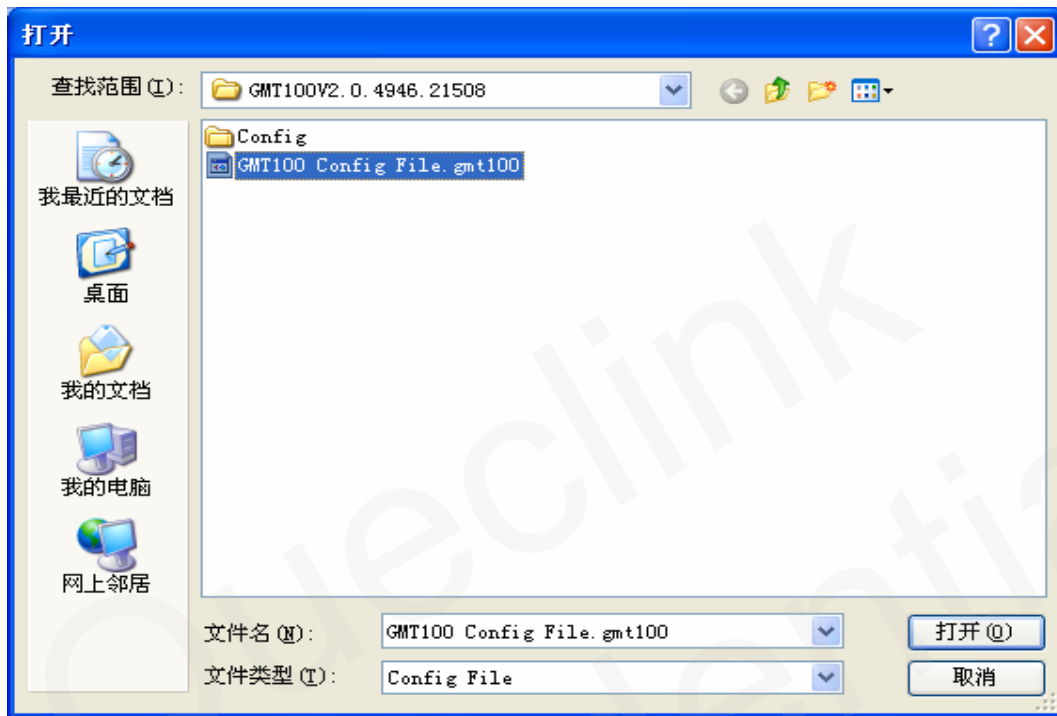 打开
查找范围(I):
GMT100V2.0.4946.21508
Config
GMT100 Config File.gmt100
我最近的文档
桌面
我的文档
我的电脑
网上邻居
文件名(N):
GMT100 Config File.gmt100
打开(O)
文件类型(T):
Config File
取消
Queclink